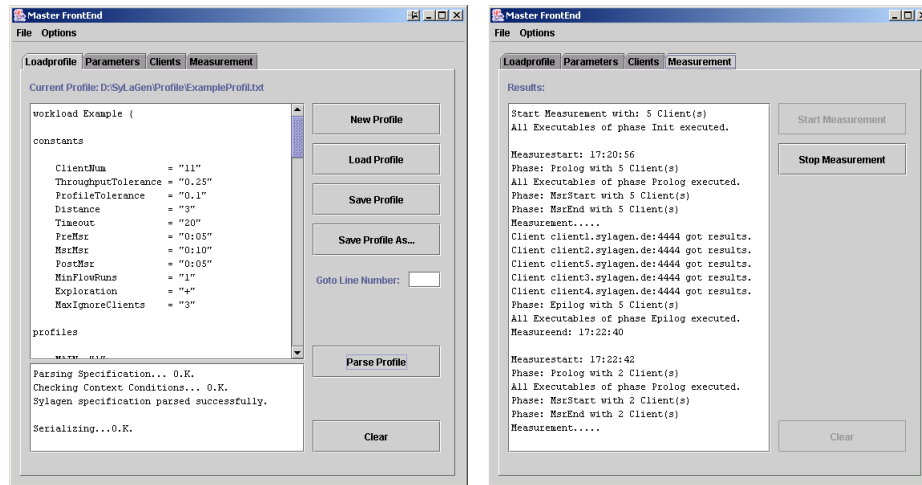 Master FrontEnd
File Options
Loadprofile Parameters Clients Measurement
Current Profile: D:\SyLaGen\Profile\ExampleProfil.txt
workload Example {
constants
ClientNum = "11"
ThroughputTolerance = "0.25"
ProfileTolerance = "0.1"
Distance = "3"
Timeout = "20"
PreMsr = "0:05"
MsrMsr = "0:10"
PostMsr = "0:05"
MinFlowRuns = "1"
Exploration = "+"
MaxIgnoreClients = "3"
profiles
New Profile
Load Profile
Save Profile
Save Profile As...
Goto Line Number:
Parse Profile
Parsing Specification... O.K.
Checking Context Conditions... O.K.
Sylagen specification parsed successfully.
Serializing...O.K.
Clear
Master FrontEnd
File Options
Loadprofile Parameters Clients Measurement
Results:
Start Measurement with: 5 Client(s)
All Executables of phase Init executed.
Measurestart: 17:20:56
Phase: Prolog with 5 Client(s)
All Executables of phase Prolog executed.
Phase: MsrStart with 5 Client(s)
Phase: MsrEnd with 5 Client(s)
Measurement.....
Client client1.sylagen.de:4444 got results.
Client client2.sylagen.de:4444 got results.
Client client5.sylagen.de:4444 got results.
Client client3.sylagen.de:4444 got results.
Client client4.sylagen.de:4444 got results.
Phase: Epilog with 5 Client(s)
All Executables of phase Epilog executed.
Measureend: 17:22:40
Measurestart: 17:22:42
Phase: Prolog with 2 Client(s)
All Executables of phase Prolog executed.
Phase: MsrStart with 2 Client(s)
Phase: MsrEnd with 2 Client(s)
Measurement.....
Start Measurement
Stop Measurement
Clear